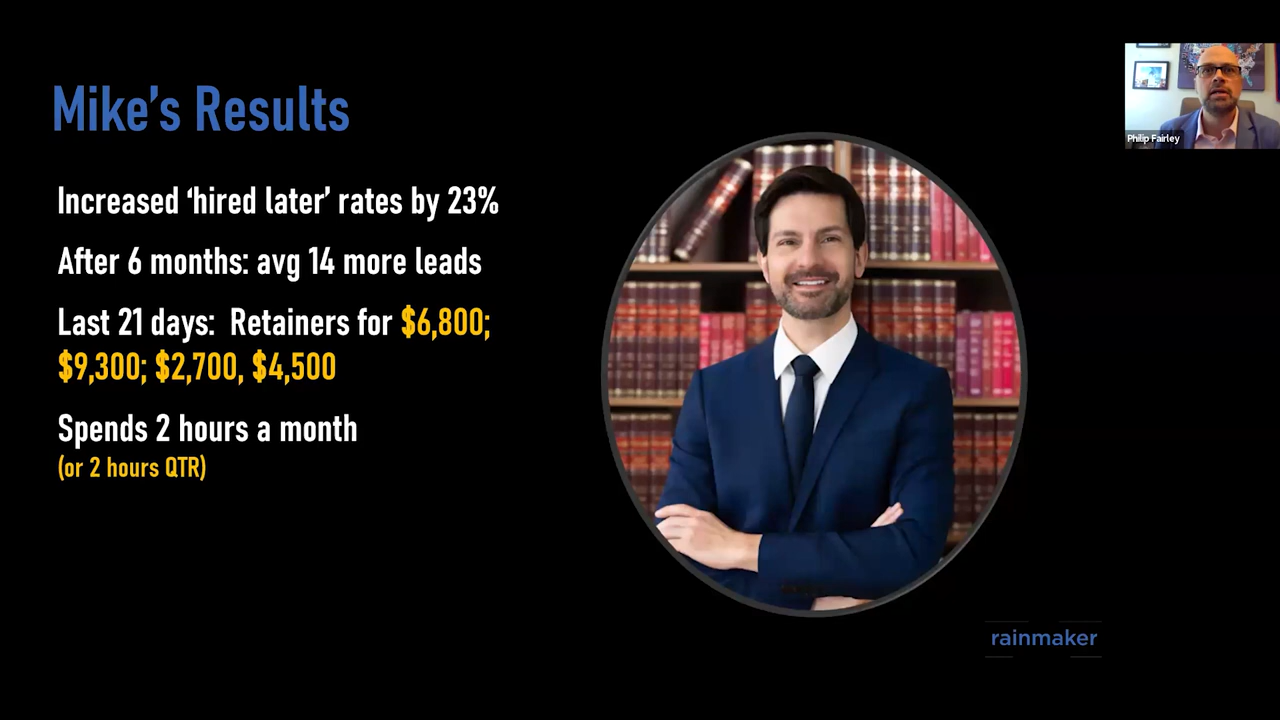 Mike's Results
Philip Fairley
Increased ‘hired later’ rates by 23%
After 6 months: avg 14 more leads
Last 21 days:  Retainers for $6,800;
$9,300; $2,700, $4,500
Spends 2 hours a month
(or 2 hours QTR)
rainmaker